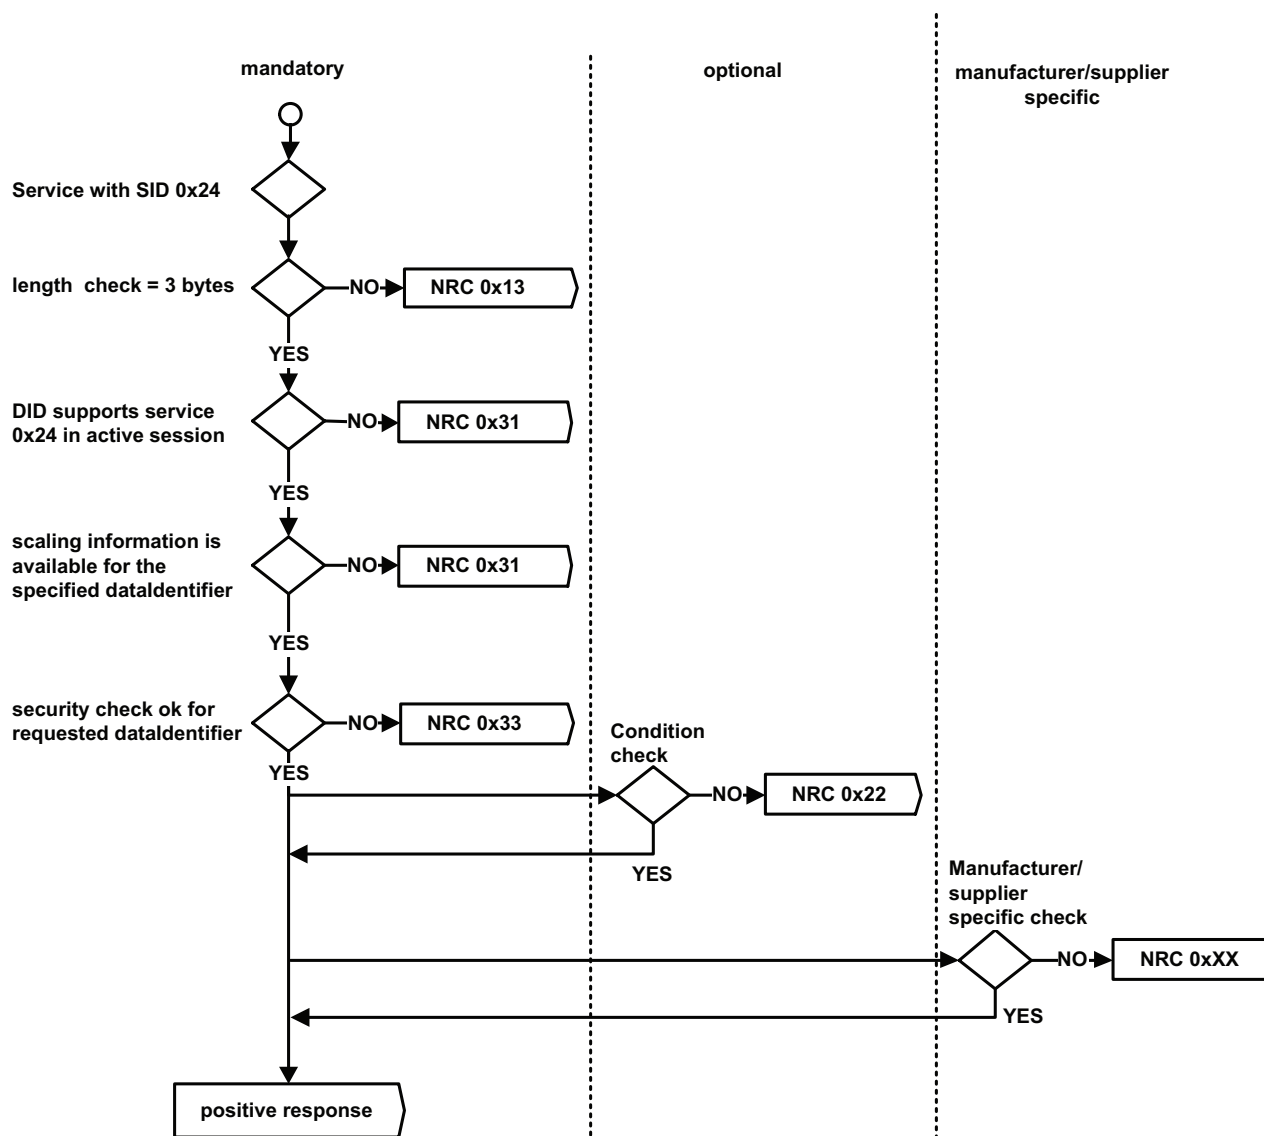 mandatory
optional
manufacturer/supplier
specific
Service with SID 0x24
length check = 3 bytes
NO
NRC 0x13
YES
DID supports service
0x24 in active session
NO
NRC 0x31
YES
scaling information is
available for the
specified dataIdentifier
NO
NRC 0x31
YES
security check ok for
requested dataIdentifier
NO
NRC 0x33
YES
Condition
check
NO
NRC 0x22
YES
Manufacturer/
supplier
specific check
NO
NRC 0xXX
YES
positive response